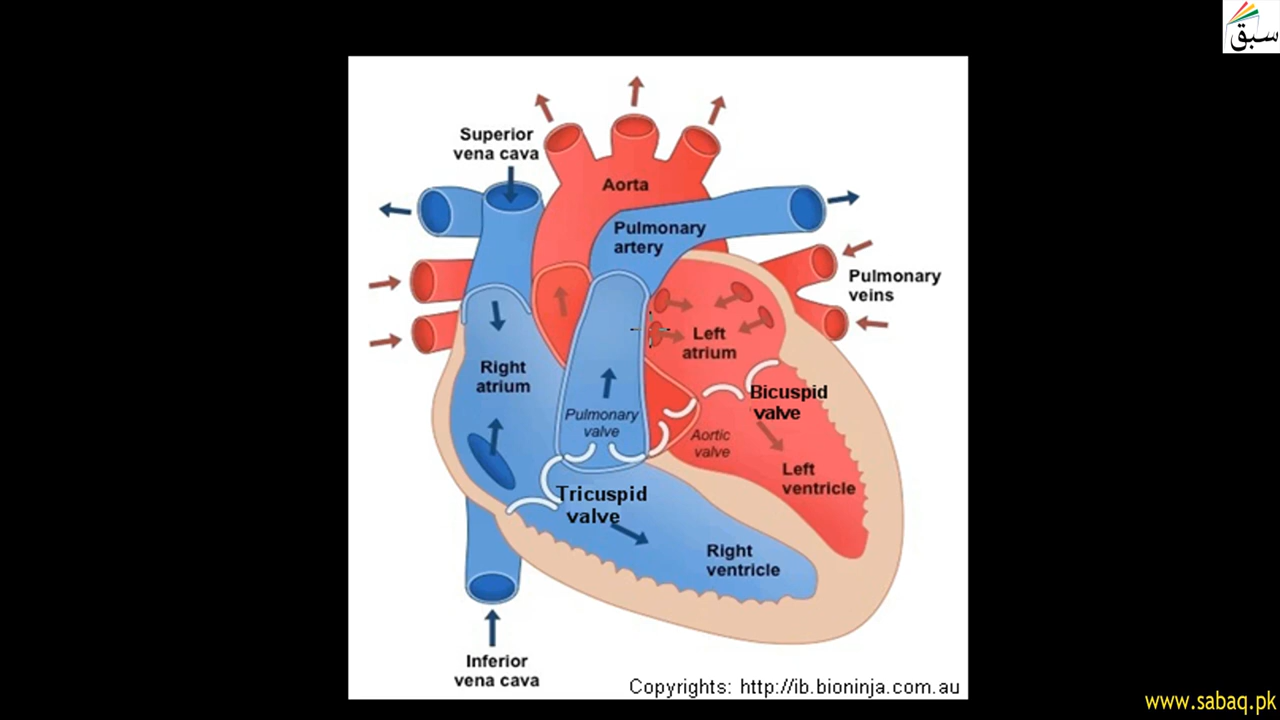 سبق
Superior
vena cava
Aorta
Pulmonary
artery
Pulmonary
veins
Left
atrium
Right
atrium
Bicuspid
valve
Pulmonary
valve
Aortic
valve
Left
ventricle
Tricuspid
valve
Right
ventricle
Inferior
vena cava
Copyrights: http://ib.bioninja.com.au
www.sabaq.pk